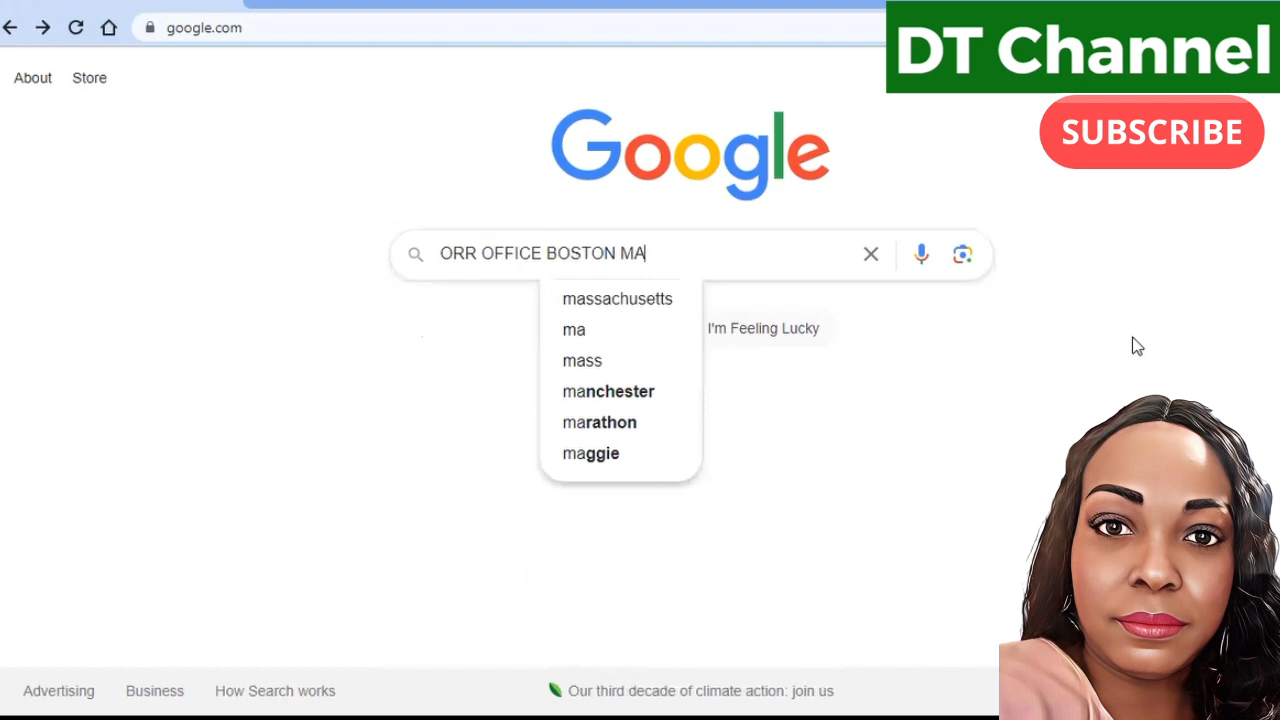 google.com
DT Channel
About Store
SUBSCRIBE
Google
ORR OFFICE BOSTON MA
massachusetts
ma
I'm Feeling Lucky
mass
manchester
marathon
maggie
Advertising Business How Search works Our third decade of climate action: join us